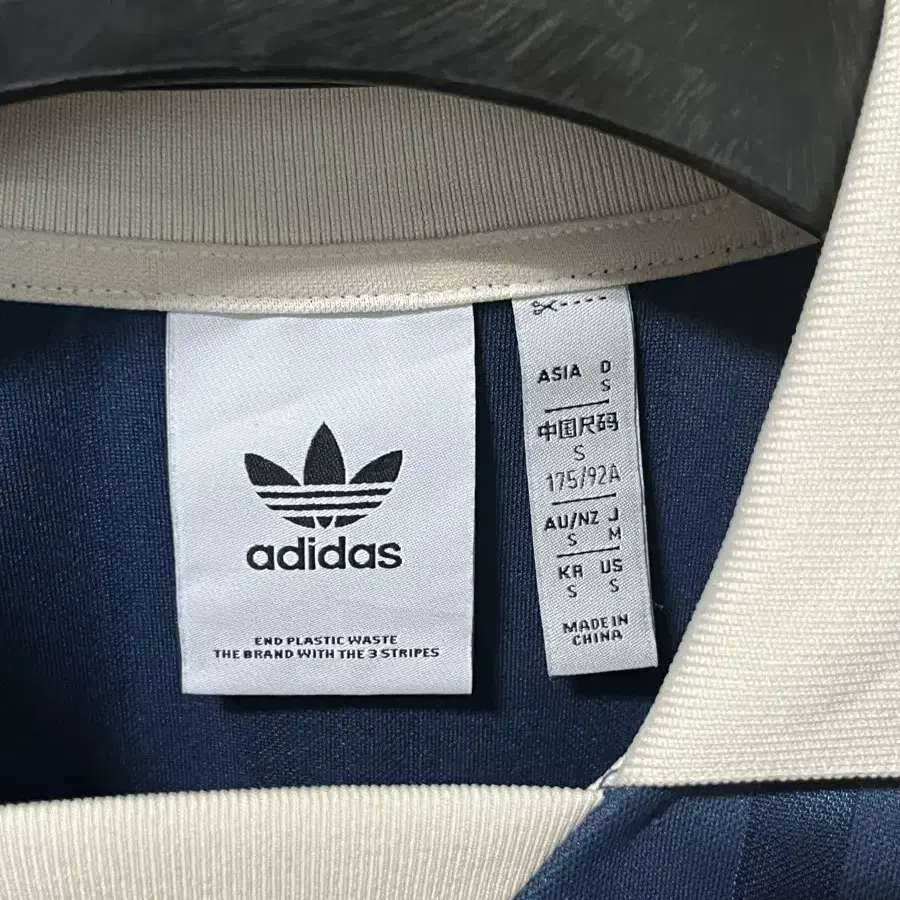 adidas
END PLASTIC WASTE
THE BRAND WITH THE 3 STRIPES
ASIA D
S
中国尺码
S
175/92A
AU/NZ J
S M
KR US
S S
MADE IN
CHINA